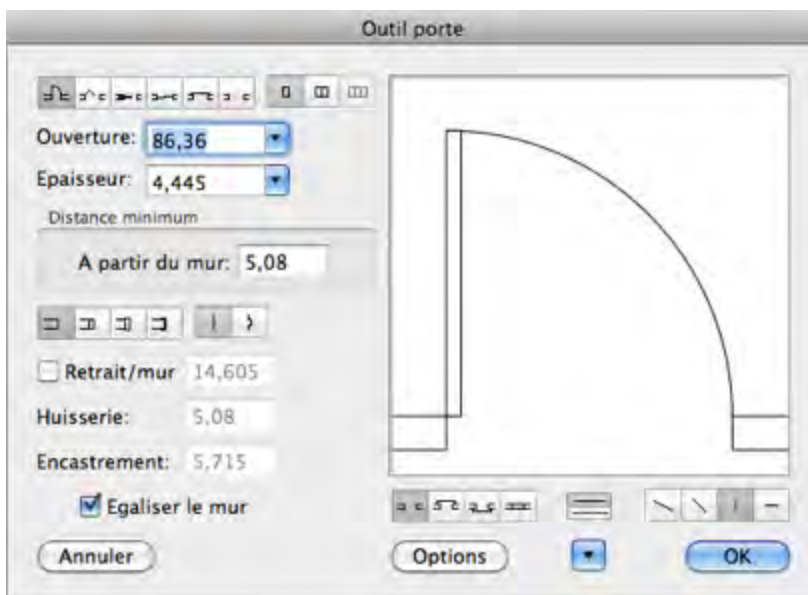 Outil porte
Ouverture: 86,36
Epaisseur: 4,445
Distance minimum
A partir du mur: 5,08
Retrait/mur 14,605
Huisserie: 5,08
Encastrement: 5,715
Egaliser le mur
Annuler Options OK